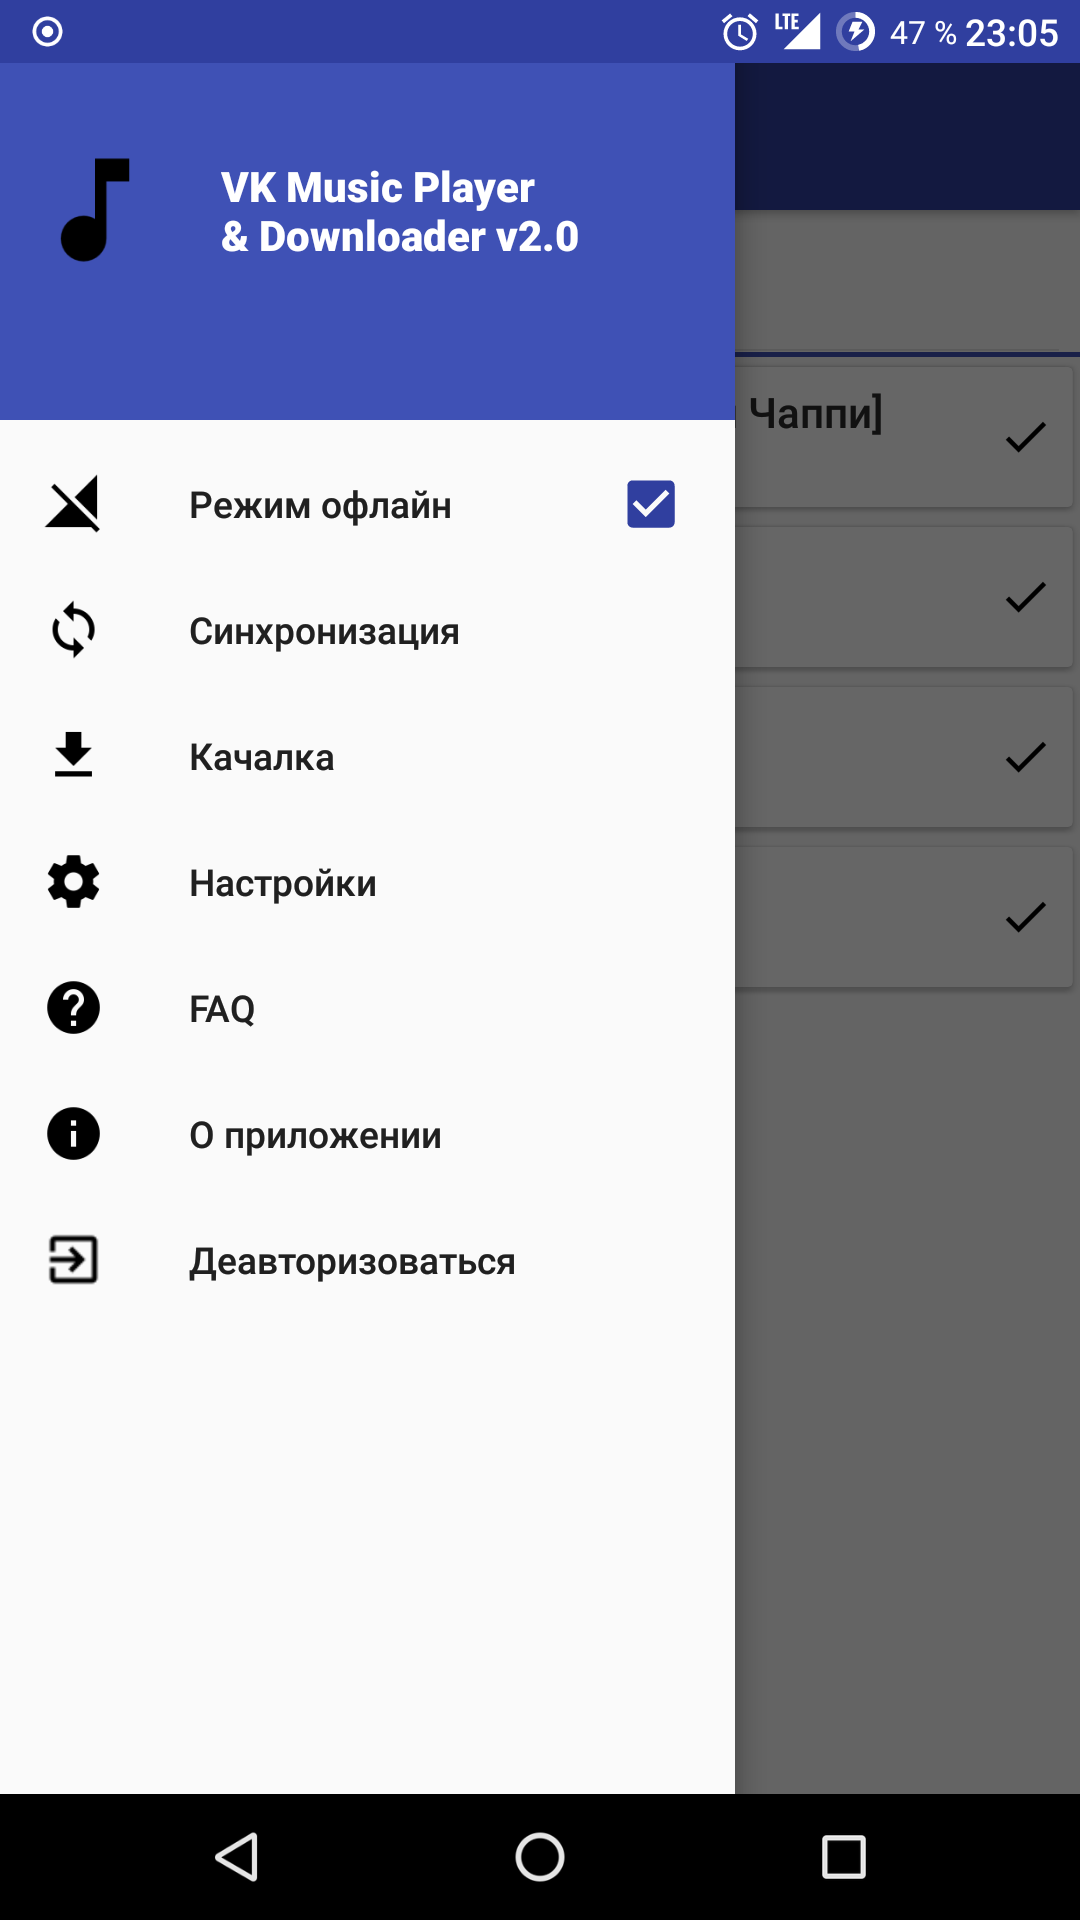 LTE 47 % 23:05
VK Music Player
& Downloader v2.0
Чаппи]
Режим офлайн
Синхронизация
Качалка
Настройки
FAQ
О приложении
Деавторизоваться